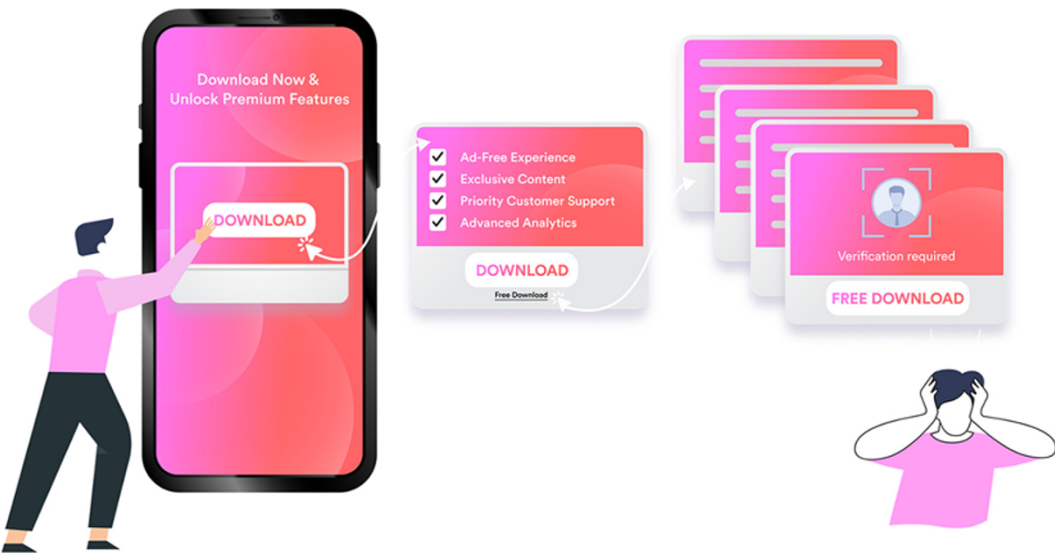 Download Now &
Unlock Premium Features
DOWNLOAD
Ad-Free Experience
Exclusive Content
Priority Customer Support
Advanced Analytics
DOWNLOAD
Free Download
Verification required
FREE DOWNLOAD